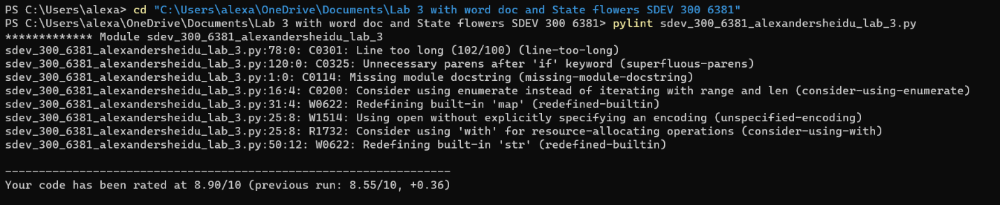 PS C:\Users\alexa> cd "C:\Users\alexa\OneDrive\Documents\Lab 3 with word doc and State flowers SDEV 300 6381"
PS C:\Users\alexa\OneDrive\Documents\Lab 3 with word doc and State flowers SDEV 300 6381> pylint sdev_300_6381_alexandersheidu_lab_3.py
************* Module sdev_300_6381_alexandersheidu_lab_3
sdev_300_6381_alexandersheidu_lab_3.py:78:0: C0301: Line too long (102/100) (line-too-long)
sdev_300_6381_alexandersheidu_lab_3.py:120:0: C0325: Unnecessary parens after 'if' keyword (superfluous-parens)
sdev_300_6381_alexandersheidu_lab_3.py:1:0: C0114: Missing module docstring (missing-module-docstring)
sdev_300_6381_alexandersheidu_lab_3.py:16:4: C0200: Consider using enumerate instead of iterating with range and len (consider-using-enumerate)
sdev_300_6381_alexandersheidu_lab_3.py:31:4: W0622: Redefining built-in 'map' (redefined-builtin)
sdev_300_6381_alexandersheidu_lab_3.py:25:8: W1514: Using open without explicitly specifying an encoding (unspecified-encoding)
sdev_300_6381_alexandersheidu_lab_3.py:25:8: R1732: Consider using 'with' for resource-allocating operations (consider-using-with)
sdev_300_6381_alexandersheidu_lab_3.py:50:12: W0622: Redefining built-in 'str' (redefined-builtin)
------------------------------------------------------------------
Your code has been rated at 8.90/10 (previous run: 8.55/10, +0.36)